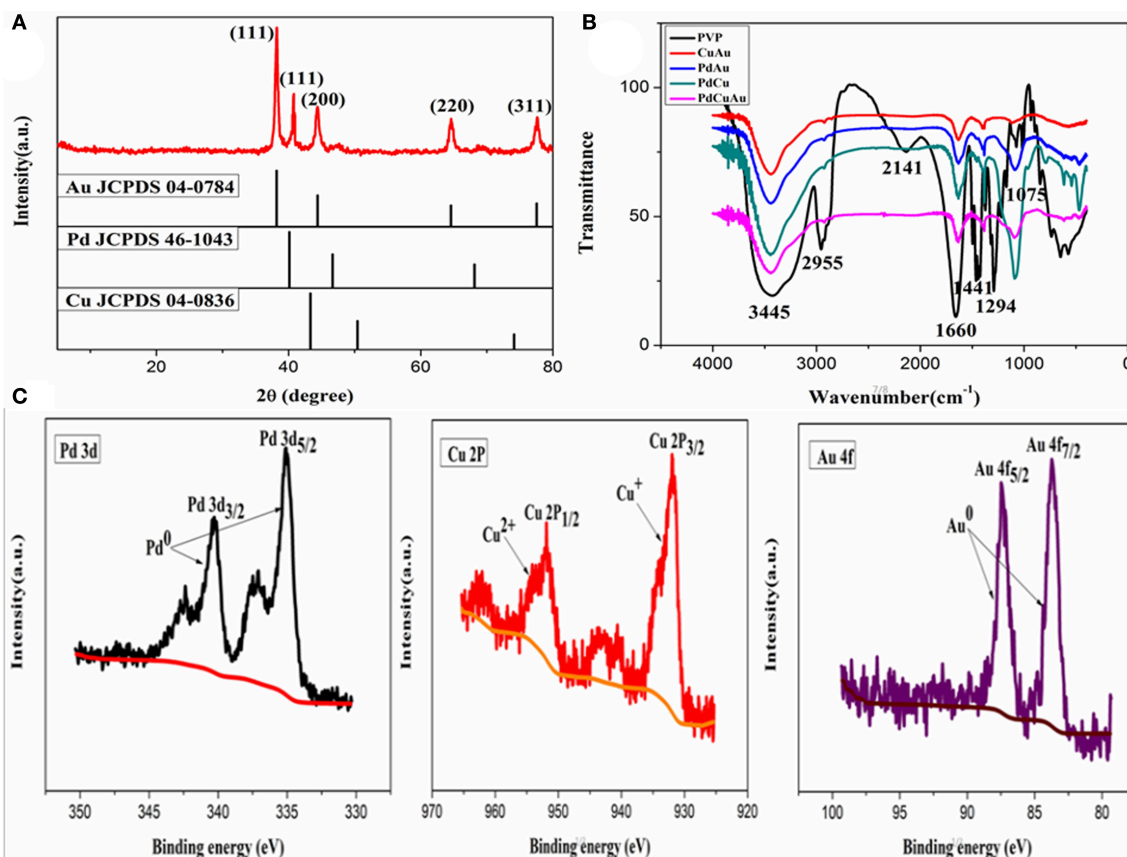 A
(111)
(111)
(200)
(220)
(311)
Intensity(a.u.)
Au JCPDS 04-0784
Pd JCPDS 46-1043
Cu JCPDS 04-0836
20
40
60
80
2θ (degree)
B
PVP
CuAu
PdAu
PdCu
PdCuAu
100
50
0
Transmittance
2141
1075
2955
3445
1441
1294
1660
4000
3000
2000
1000
0
7/8
Wavenumber(cm-1)
C
Pd 3d
Pd 3d5/2
Pd 3d3/2
Pd0
Intensity(a.u.)
350
345
340
335
330
Binding energy (eV)
Cu 2P
Cu 2P3/2
Cu+
Cu 2P1/2
Cu2+
Intensity(a.u.)
970
960
950
940
930
920
Binding energy (eV)
Au 4f
Au 4f7/2
Au 4f5/2
Au0
Intensity(a.u.)
100
95
90
85
80
Binding energy (eV)